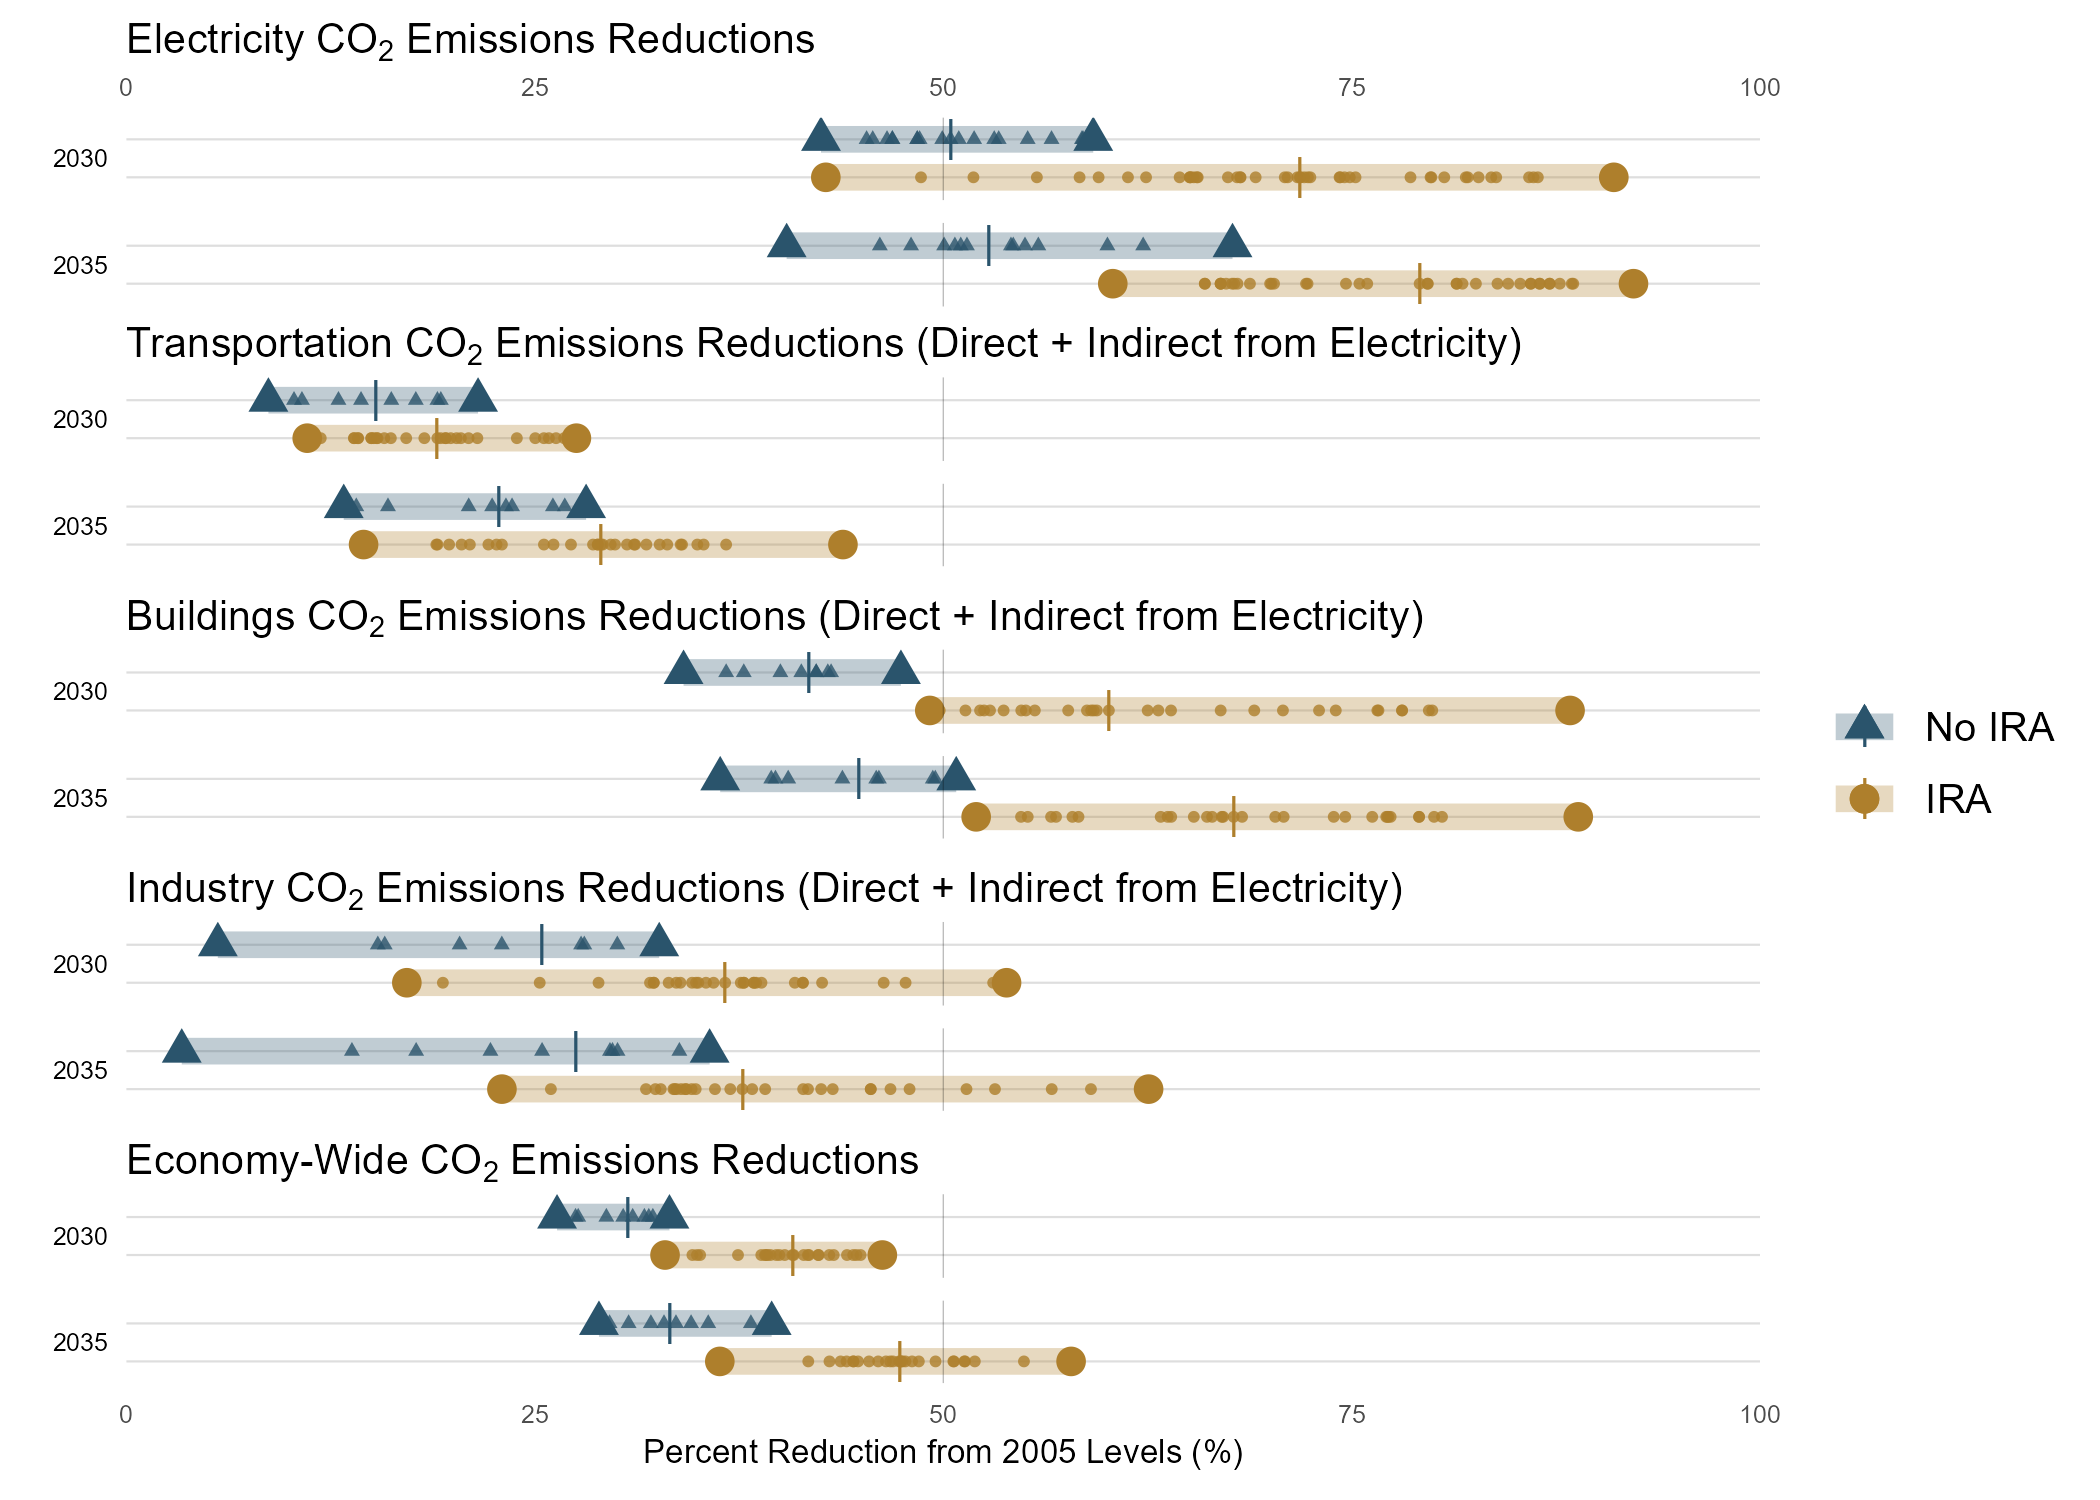 Electricity CO₂ Emissions Reductions
0 25 50 75 100
2030
2035
Transportation CO₂ Emissions Reductions (Direct + Indirect from Electricity)
2030
2035
Buildings CO₂ Emissions Reductions (Direct + Indirect from Electricity)
2030
2035
No IRA
IRA
Industry CO₂ Emissions Reductions (Direct + Indirect from Electricity)
2030
2035
Economy-Wide CO₂ Emissions Reductions
2030
2035
0 25 50 75 100
Percent Reduction from 2005 Levels (%)